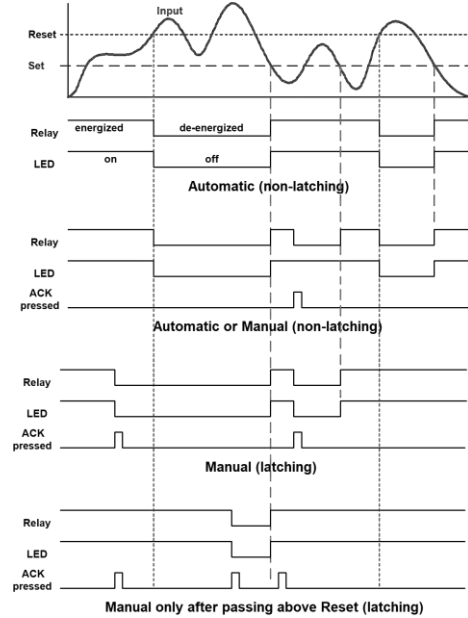 Input
Reset
Set
energized de-energized
Relay
on off
LED
Automatic (non-latching)
Relay
LED
ACK
pressed
Automatic or Manual (non-latching)
Relay
LED
ACK
pressed
Manual (latching)
Relay
LED
ACK
pressed
Manual only after passing above Reset (latching)